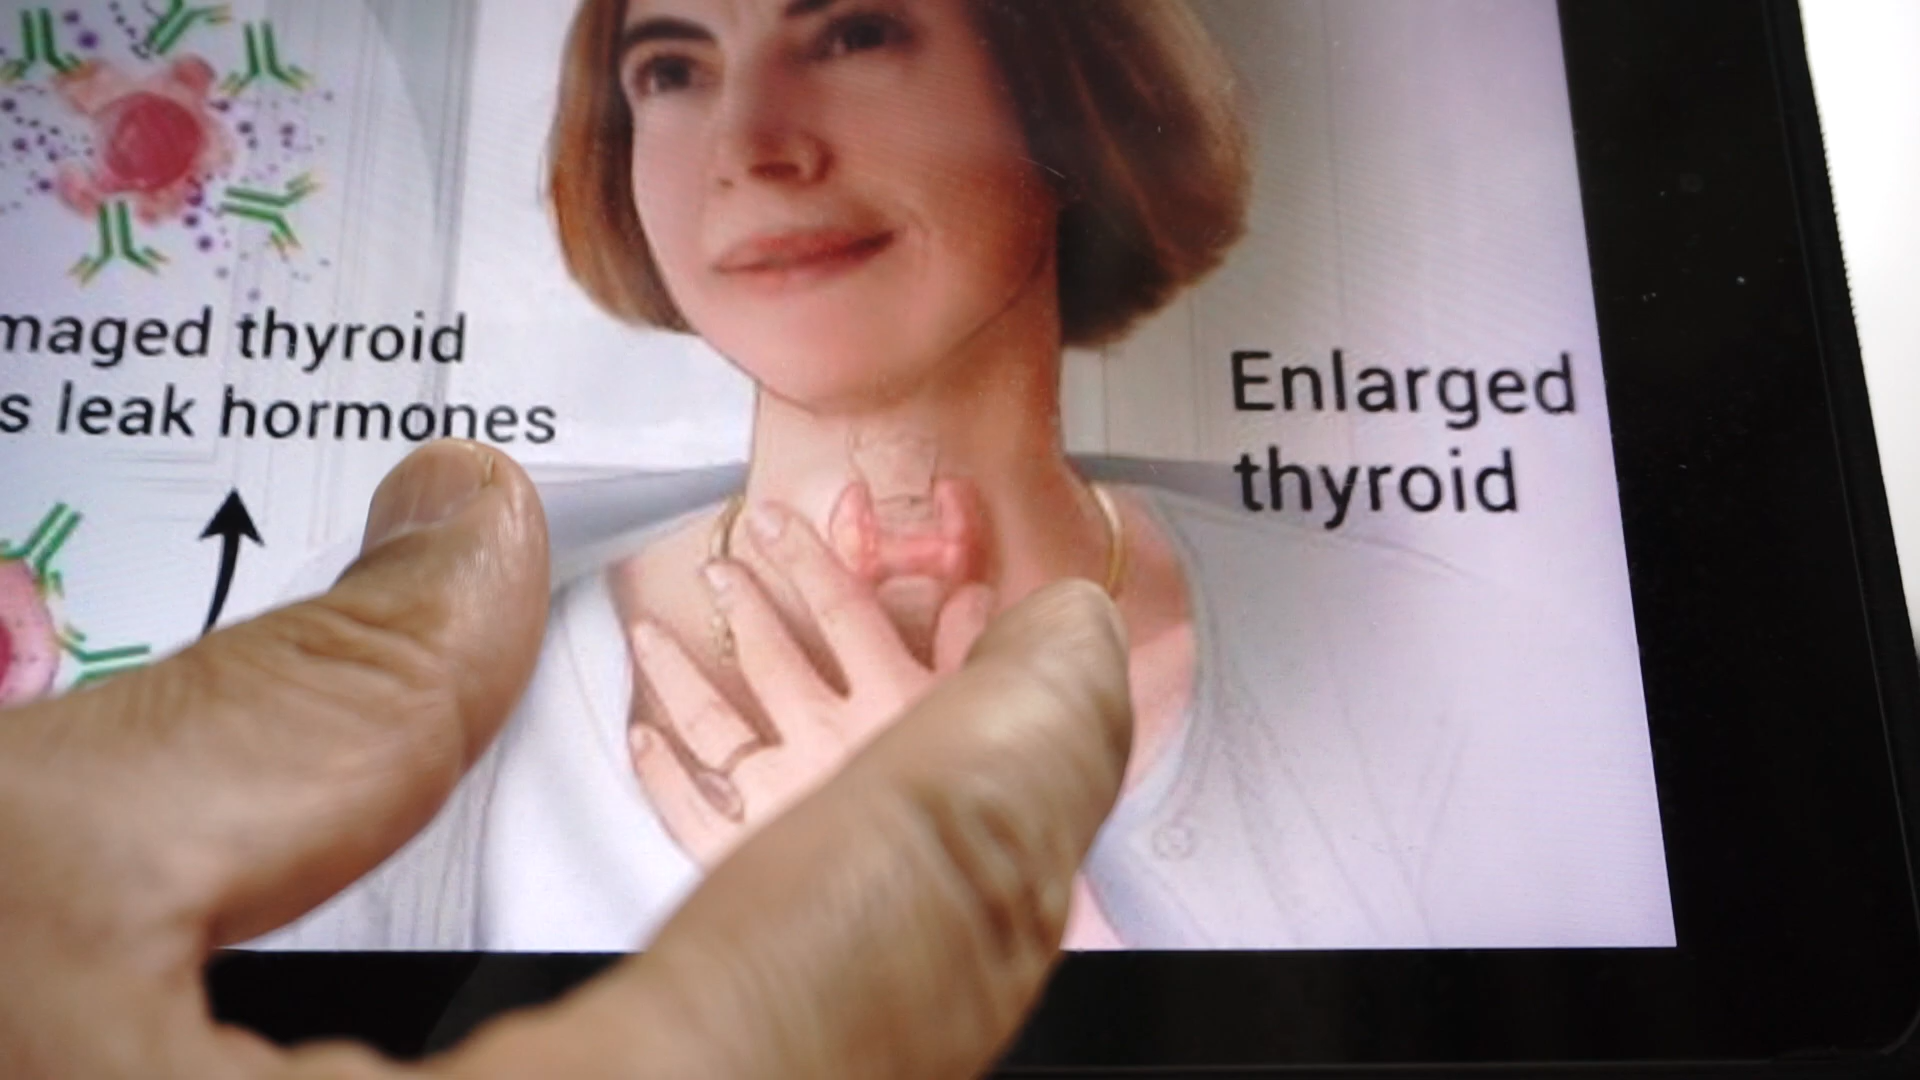 maged thyroid
s leak hormones
Enlarged
thyroid